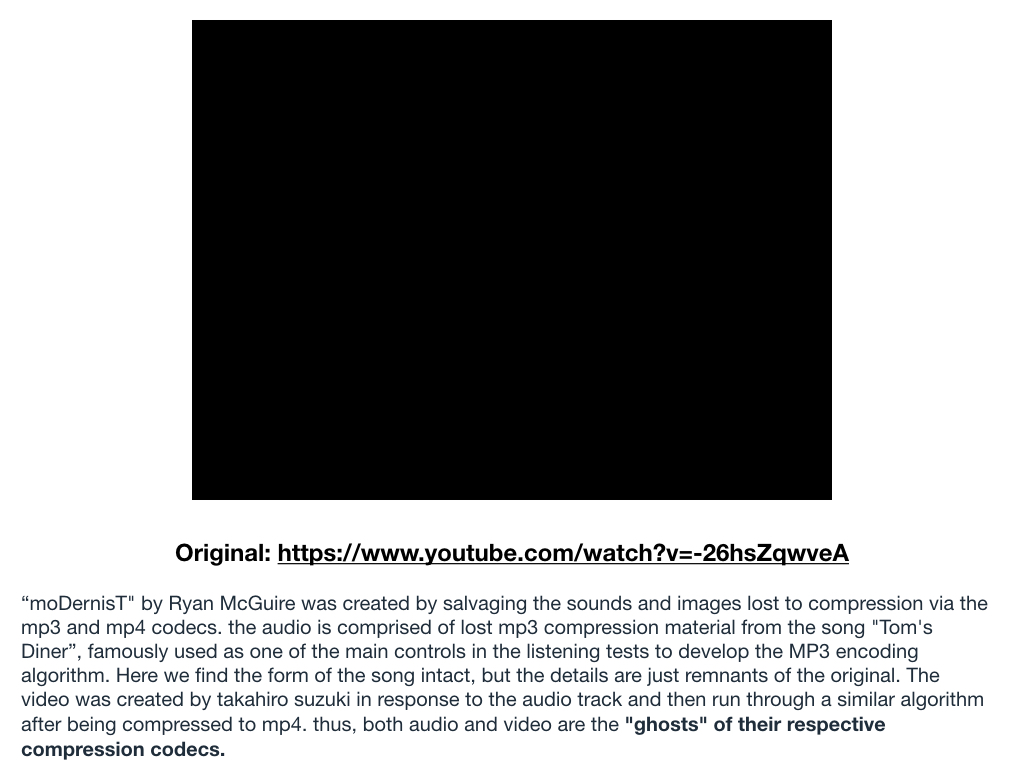 Original: https://www.youtube.com/watch?v=-26hsZqwveA
“moDernisT" by Ryan McGuire was created by salvaging the sounds and images lost to compression via the
mp3 and mp4 codecs. the audio is comprised of lost mp3 compression material from the song "Tom's
Diner”, famously used as one of the main controls in the listening tests to develop the MP3 encoding
algorithm. Here we find the form of the song intact, but the details are just remnants of the original. The
video was created by takahiro suzuki in response to the audio track and then run through a similar algorithm
after being compressed to mp4. thus, both audio and video are the "ghosts" of their respective
compression codecs.